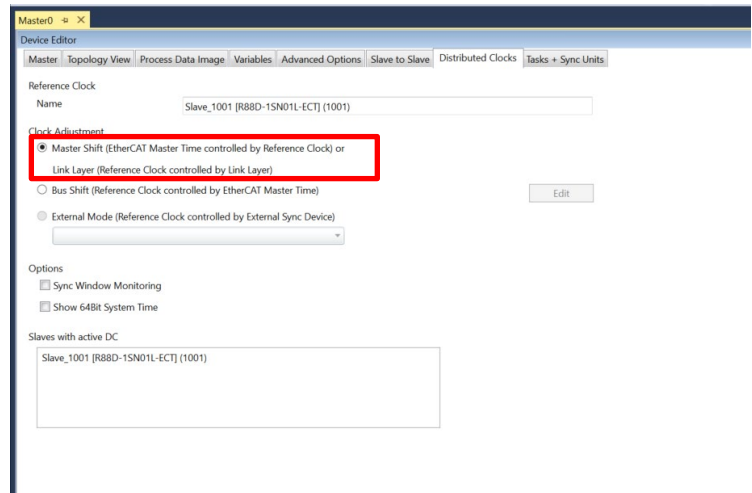 Master0
Device Editor
Master Topology View Process Data Image Variables Advanced Options Slave to Slave Distributed Clocks Tasks + Sync Units
Reference Clock
Name Slave_1001 [R88D-1SN01L-ECT] (1001)
Clock Adjustment
Master Shift (EtherCAT Master Time controlled by Reference Clock) or
Link Layer (Reference Clock controlled by Link Layer)
Bus Shift (Reference Clock controlled by EtherCAT Master Time) Edit
External Mode (Reference Clock controlled by External Sync Device)
Options
Sync Window Monitoring
Show 64Bit System Time
Slaves with active DC
Slave_1001 [R88D-1SN01L-ECT] (1001)